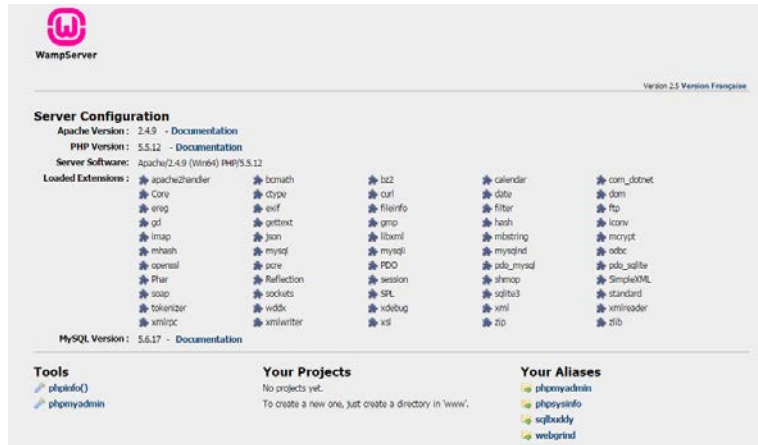 WampServer
Version 2.5 Version Française
Server Configuration
Apache Version : 2.4.9 - Documentation
PHP Version : 5.5.12 - Documentation
Server Software: Apache/2.4.9 (Win64) PHP/5.5.12
Loaded Extensions : apache2handler bcmath bz2 calendar com_dotnet
Core ctype curl date dom
ereg exif fileinfo filter ftp
gd gettext gmp hash iconv
imap json libxml mbstring mcrypt
mhash mysql mysqli mysqlnd odbc
openssl pcre PDO pdo_mysql pdo_sqlite
Phar Reflection session shmop SimpleXML
soap sockets SPL sqlite3 standard
tokenizer wddx xdebug xml xmlreader
xmlrpc xmlwriter xsl zip zlib
MySQL Version : 5.6.17 - Documentation
Tools Your Projects Your Aliases
phpinfo() No projects yet. phpmyadmin
phpmyadmin To create a new one, just create a directory in 'www'. phpsysinfo
sqlbuddy
webgrind